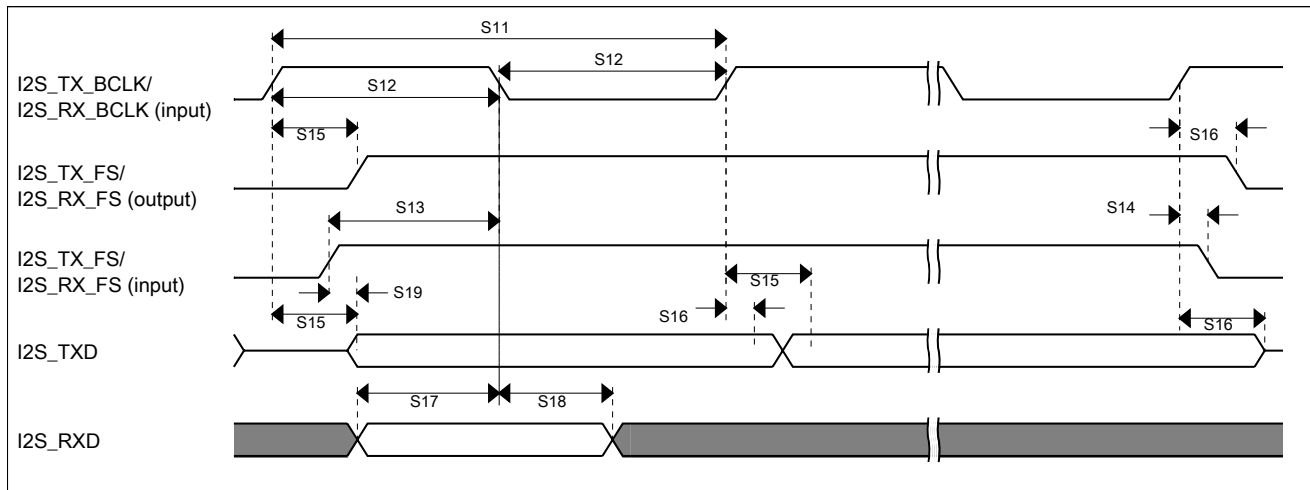 S11
I2S_TX_BCLK/
I2S_RX_BCLK (input)
S12
S12
S15
S16
I2S_TX_FS/
I2S_RX_FS (output)
S13
S14
I2S_TX_FS/
I2S_RX_FS (input)
S15
S19
S16
S15
S16
I2S_TXD
S17
S18
I2S_RXD